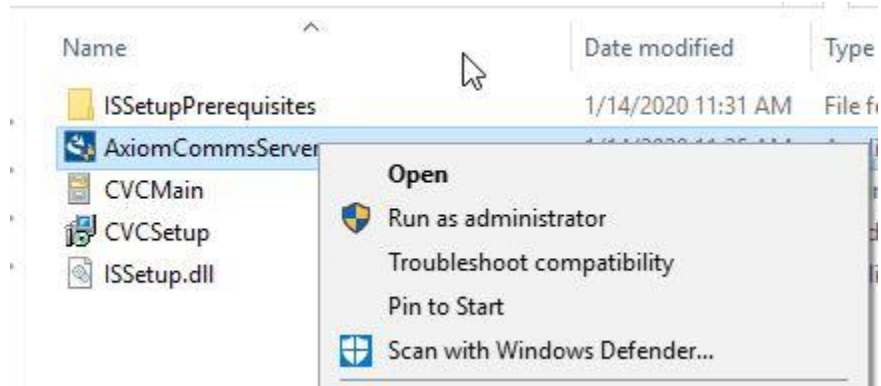 Name Date modified Type
ISSetupPrerequisites 1/14/2020 11:31 AM File
AxiomCommsServer
Open
CVCMain
Run as administrator
CVCSetup
Troubleshoot compatibility
ISSetup.dll
Pin to Start
Scan with Windows Defender...